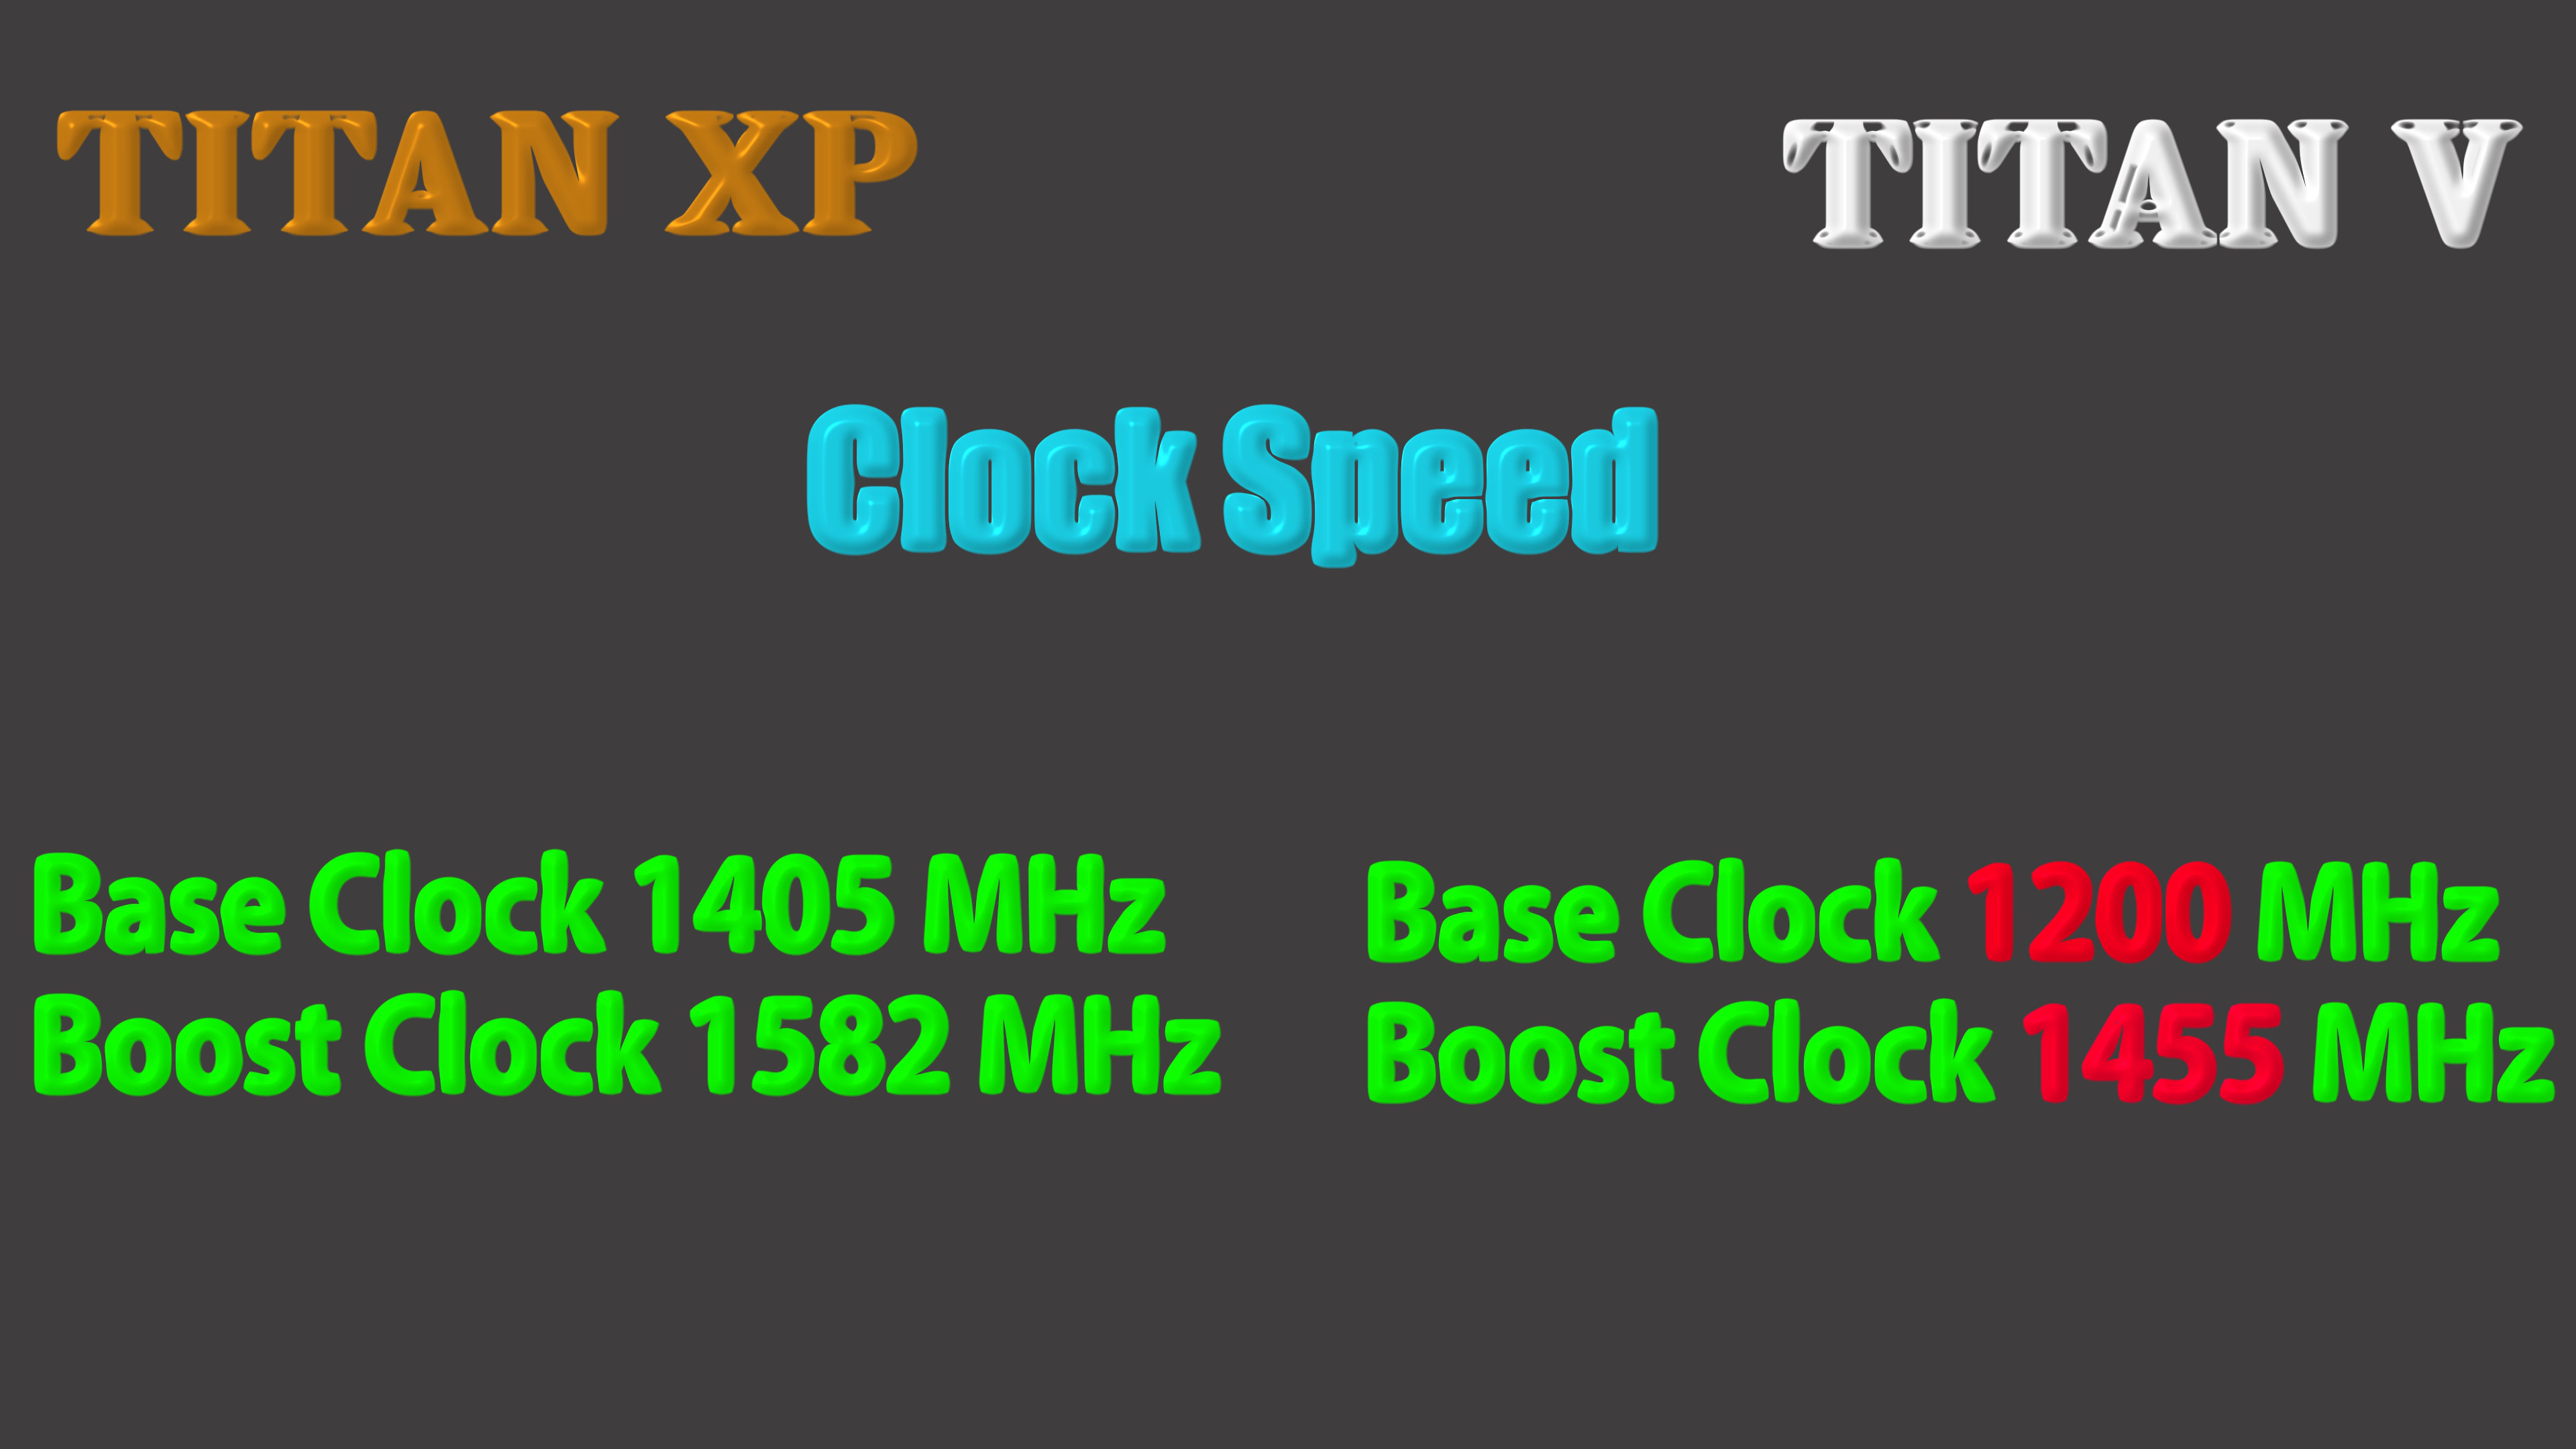 TITAN XP
TITAN V
Clock Speed
Base Clock 1405 MHz
Boost Clock 1582 MHz
Base Clock 1200 MHz
Boost Clock 1455 MHz